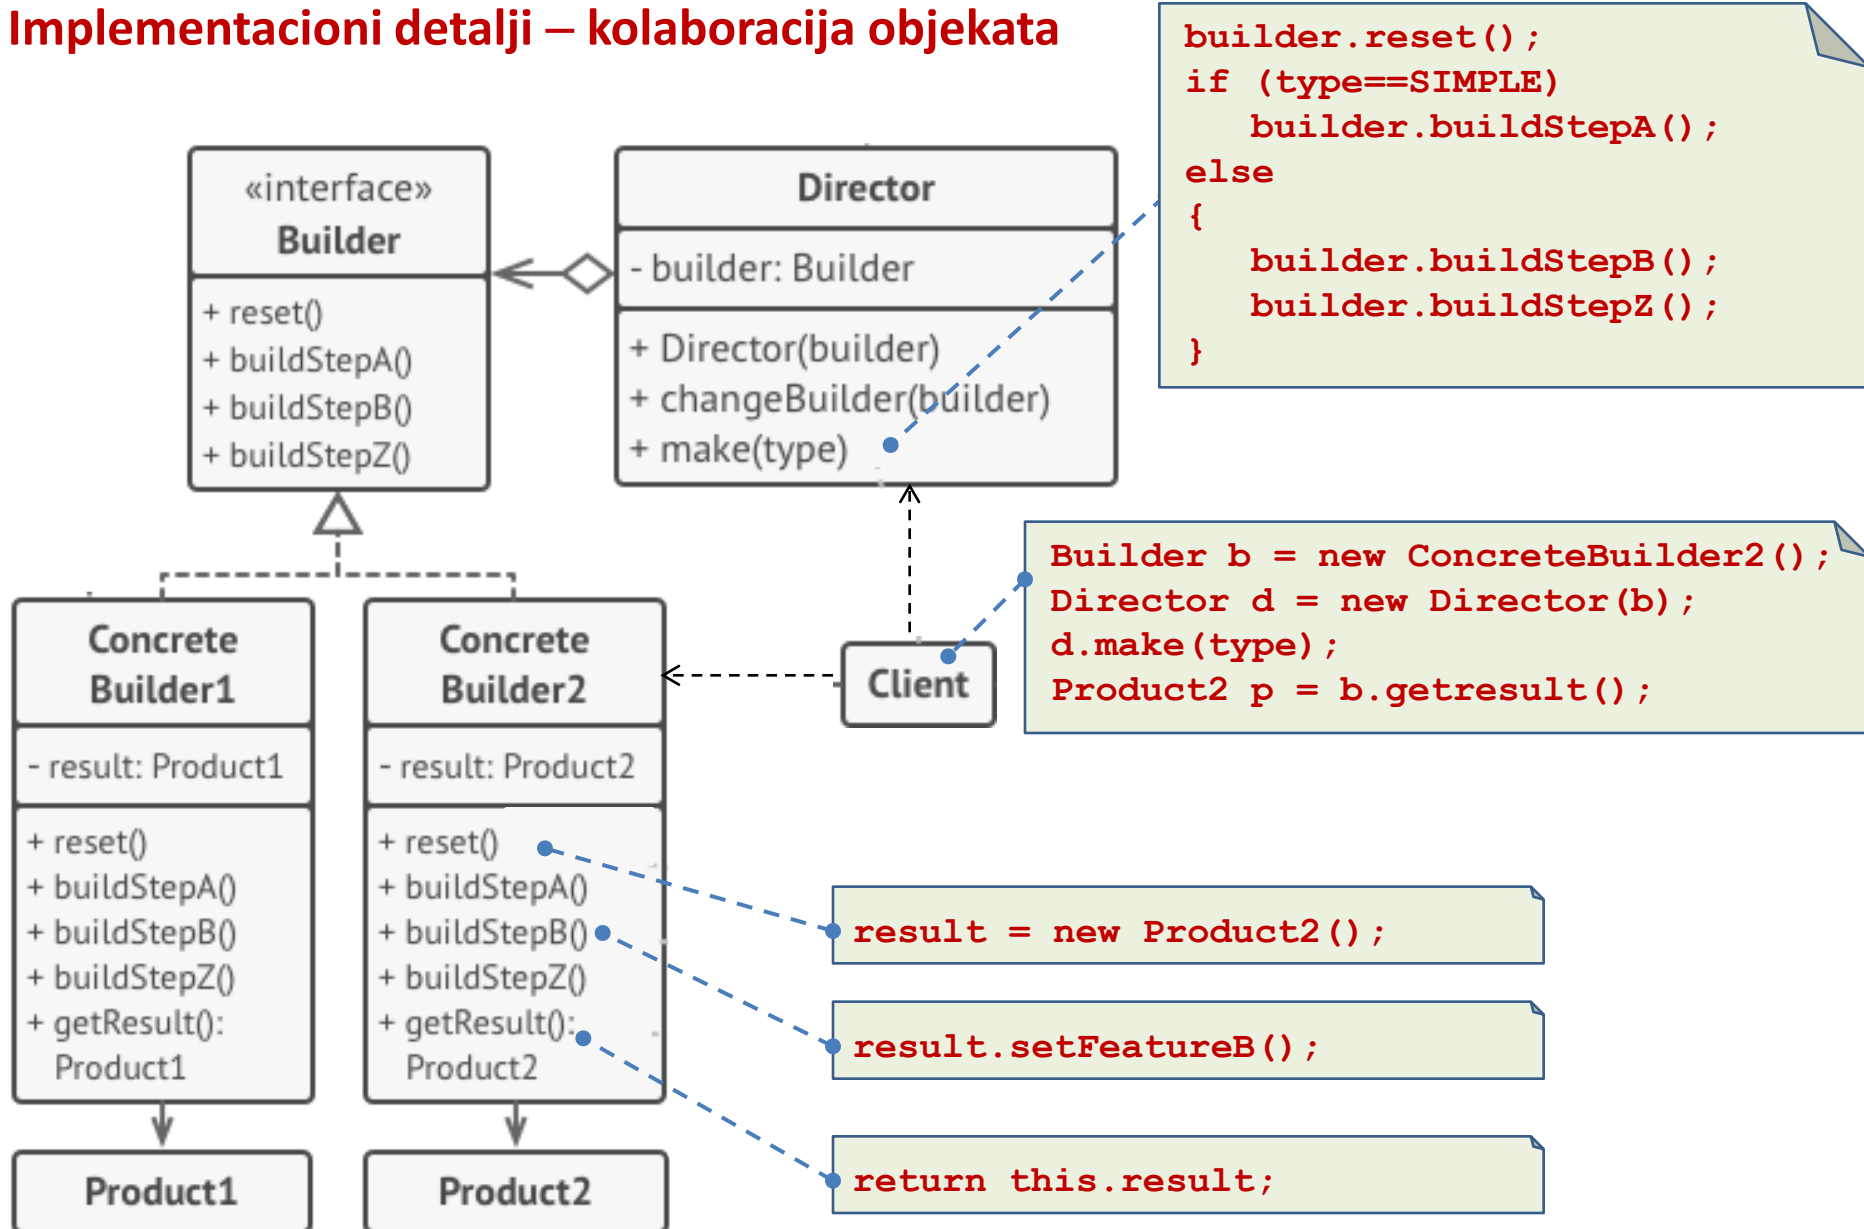 Implementacioni detalji – kolaboracija objekata
builder.reset();
if (type==SIMPLE)
builder.buildStepA();
else
{
builder.buildStepB();
builder.buildStepZ();
}
«interface»
Builder
+ reset()
+ buildStepA()
+ buildStepB()
+ buildStepZ()
Director
- builder: Builder
+ Director(builder)
+ changeBuilder(builder)
+ make(type)
Builder b = new ConcreteBuilder2();
Director d = new Director(b);
d.make(type);
Product2 p = b.getresult();
Client
Concrete
Builder1
- result: Product1
+ reset()
+ buildStepA()
+ buildStepB()
+ buildStepZ()
+ getResult():
Product1
Concrete
Builder2
- result: Product2
+ reset()
+ buildStepA()
+ buildStepB()
+ buildStepZ()
+ getResult():
Product2
result = new Product2();
result.setFeatureB();
return this.result;
Product1
Product2